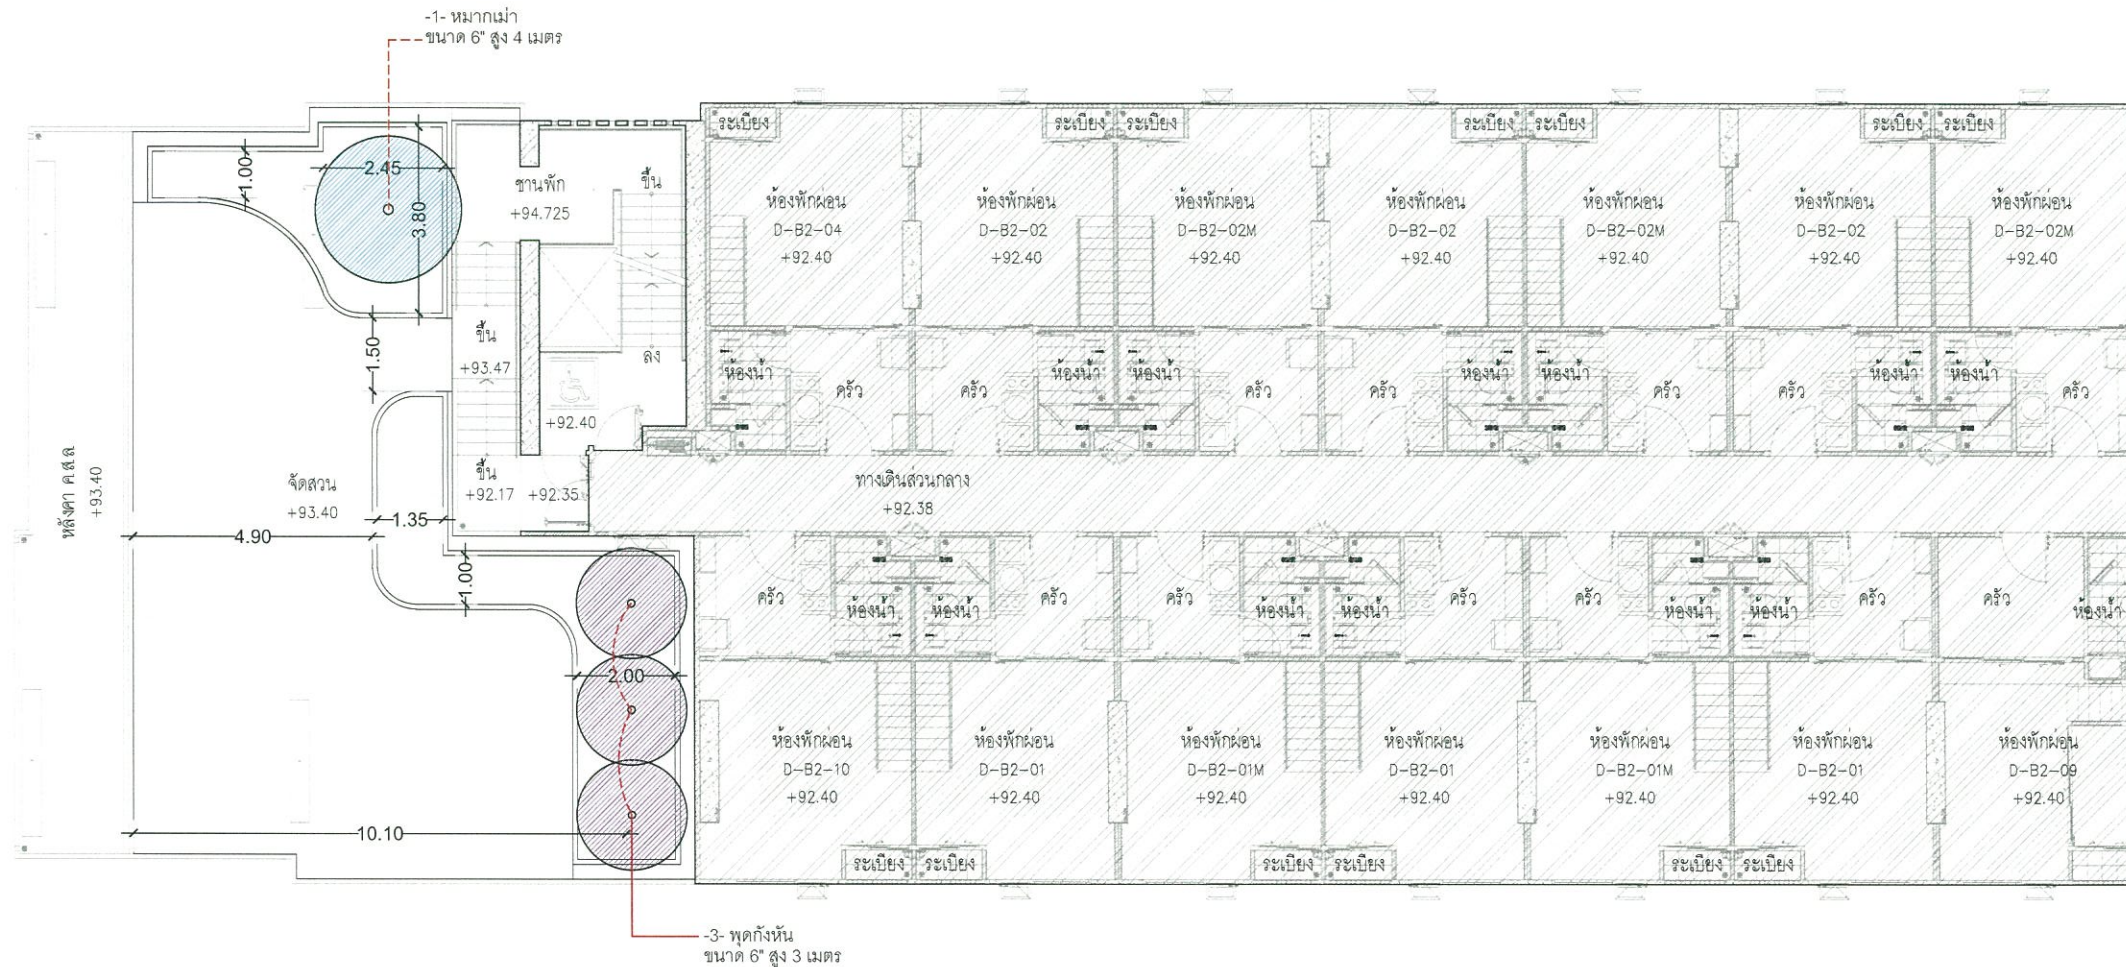 -1- หมากเม่า
ขนาด 6" สูง 4 เมตร
ระเบียง
ระเบียง ระเบียง
ระเบียง ระเบียง
ระเบียง ระเบียง
1.00
2.45
3.80
ชานพัก
+94.725
ขึ้น
ห้องพักผ่อน
D-B2-04
+92.40
ห้องพักผ่อน
D-B2-02
+92.40
ห้องพักผ่อน
D-B2-02M
+92.40
ห้องพักผ่อน
D-B2-02
+92.40
ห้องพักผ่อน
D-B2-02M
+92.40
ห้องพักผ่อน
D-B2-02
+92.40
ห้องพักผ่อน
D-B2-02M
+92.40
1.50
ขึ้น
+93.47
ลง
+92.40
ห้องน้ำ
ครัว
ครัว
ห้องน้ำ
ห้องน้ำ
ครัว
ครัว
ห้องน้ำ
ห้องน้ำ
ครัว
ครัว
ห้องน้ำ
ห้องน้ำ
ครัว
หลังคา ค.ส.ล
+93.40
จัดสวน
+93.40
ขึ้น
+92.17
+92.35
ทางเดินส่วนกลาง
+92.38
1.35
4.90
1.00
2.00
10.10
ครัว
ห้องน้ำ
ห้องน้ำ
ครัว
ครัว
ห้องน้ำ
ห้องน้ำ
ครัว
ครัว
ห้องน้ำ
ห้องน้ำ
ครัว
ครัว
ห้องน้ำ
ห้องพักผ่อน
D-B2-10
+92.40
ห้องพักผ่อน
D-B2-01
+92.40
ห้องพักผ่อน
D-B2-01M
+92.40
ห้องพักผ่อน
D-B2-01
+92.40
ห้องพักผ่อน
D-B2-01M
+92.40
ห้องพักผ่อน
D-B2-01
+92.40
ห้องพักผ่อน
D-B2-09
+92.40
ระเบียง ระเบียง
ระเบียง ระเบียง
ระเบียง ระเบียง
-3- พุดกังหัน
ขนาด 6" สูง 3 เมตร